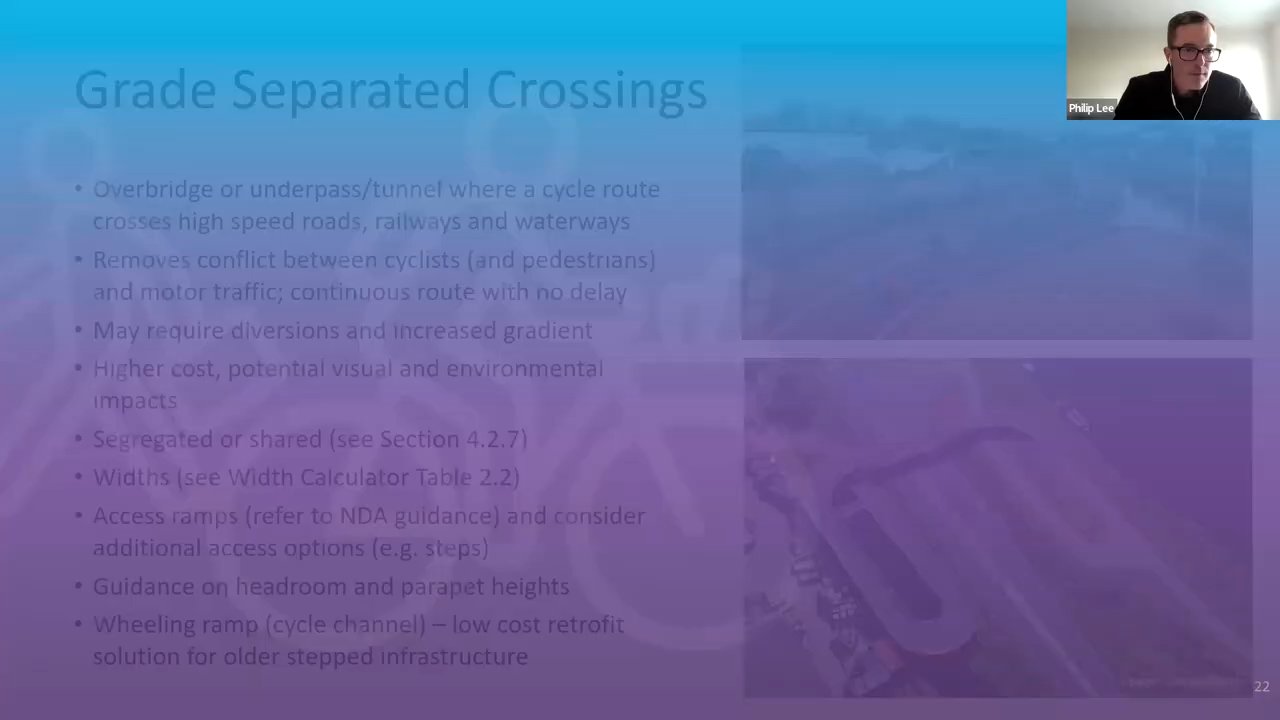 Grade Separated Crossings
Philip Lee
• Overbridge or underpass/tunnel where a cycle route
crosses high speed roads, railways and waterways
• Removes conflict between cyclists (and pedestrians)
and motor traffic; continuous route with no delay
• May require diversions and increased gradient
• Higher cost, potential visual and environmental
impacts
• Segregated or shared (see Section 4.2.7)
• Widths (see Width Calculator Table 2.2)
• Access ramps (refer to NDA guidance) and consider
additional access options (e.g. steps)
• Guidance on headroom and parapet heights
• Wheeling ramp (cycle channel) – low cost retrofit
solution for older stepped infrastructure
22